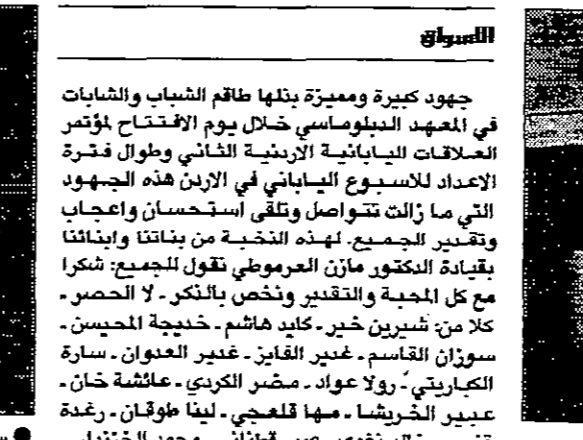 الاسواق
جهود كبيرة ومميزة بذلها طاقم الشباب والشابات
في المعهد الدبلوماسي خلال يوم الافتتاح لمؤتمر
العلاقات اليابانية الاردنية الثاني وطوال فترة
الاعداد للاسبوع الياباني في الاردن هذه الجهود
التي ما زالت تتواصل وتلقى استحسان واعجاب
وتقدير الجميع. لهذه النخبة من بناتنا وابنائنا
بقيادة الدكتور مازن العرموطي نقول للجميع: شكرا
مع كل المحبة والتقدير ونخص بالذكر ـ لا الحصر ـ
كلا من: شيرين خير ـ كايد هاشم ـ خديجة المحيسن ـ
سوزان القاسم ـ غدير الفايز ـ غدير العدوان ـ سارة
الكباريتي ـ رولا عواد ـ مضر الكردي ـ عائشة خان ـ
عبير الخريشا ـ مها قلعجي ـ لينا طوقان ـ رغدة